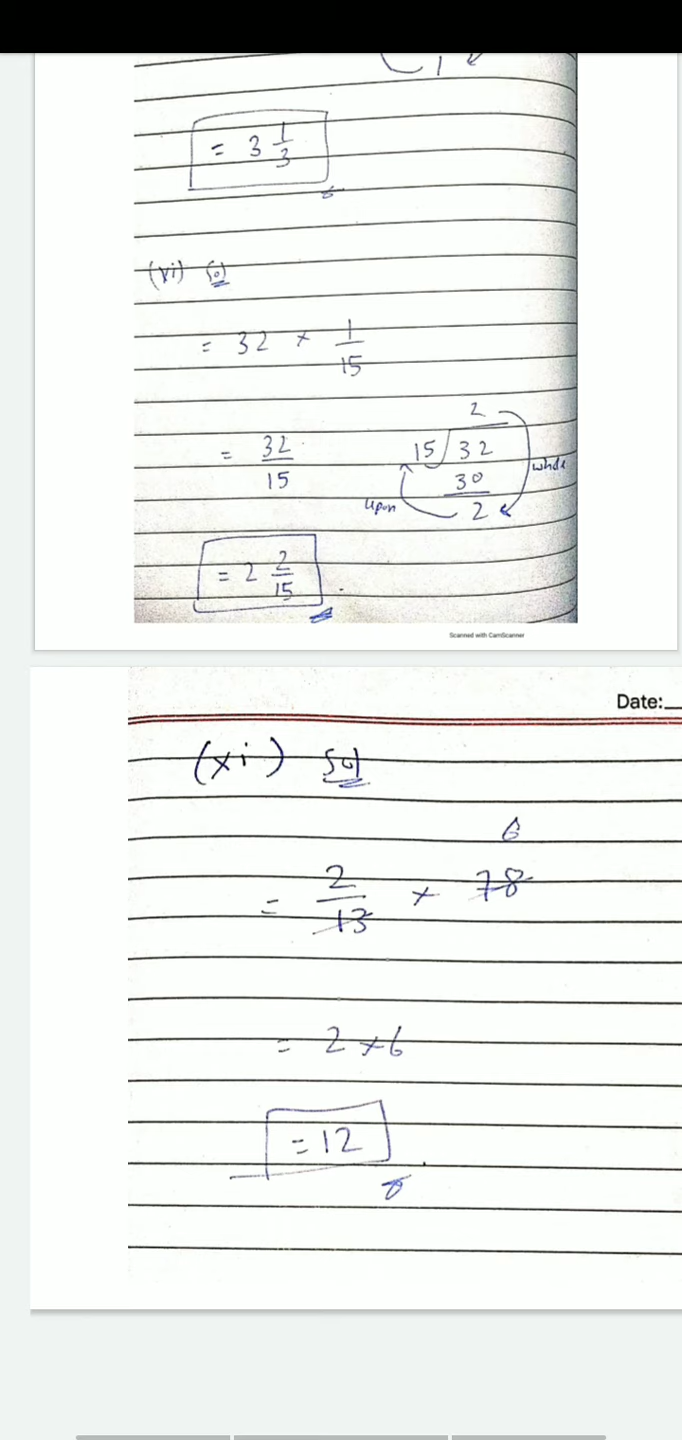 = 3 1/3
(vi) Sol
= 32 × 1/15
= 32/15
2
15 32
30
2
whole
upon
= 2 2/15
Scanned with CamScanner
Date:
(xi) Sol
6
= 2/13 × 78
= 2 × 6
= 12